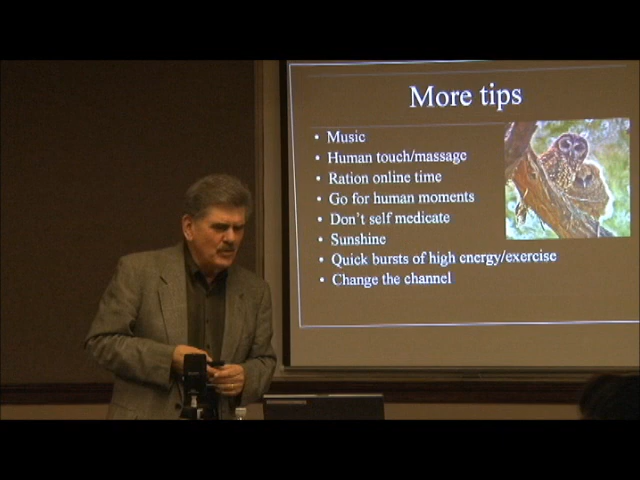 More tips
• Music
• Human touch/massage
• Ration online time
• Go for human moments
• Don't self medicate
• Sunshine
• Quick bursts of high energy/exercise
• Change the channel